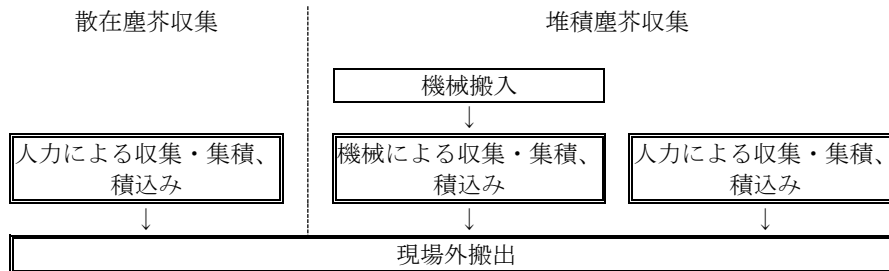 散在塵芥収集
堆積塵芥収集
機械搬入
↓
人力による収集・集積、
積込み
機械による収集・集積、
積込み
人力による収集・集積、
積込み
↓
↓
↓
現場外搬出